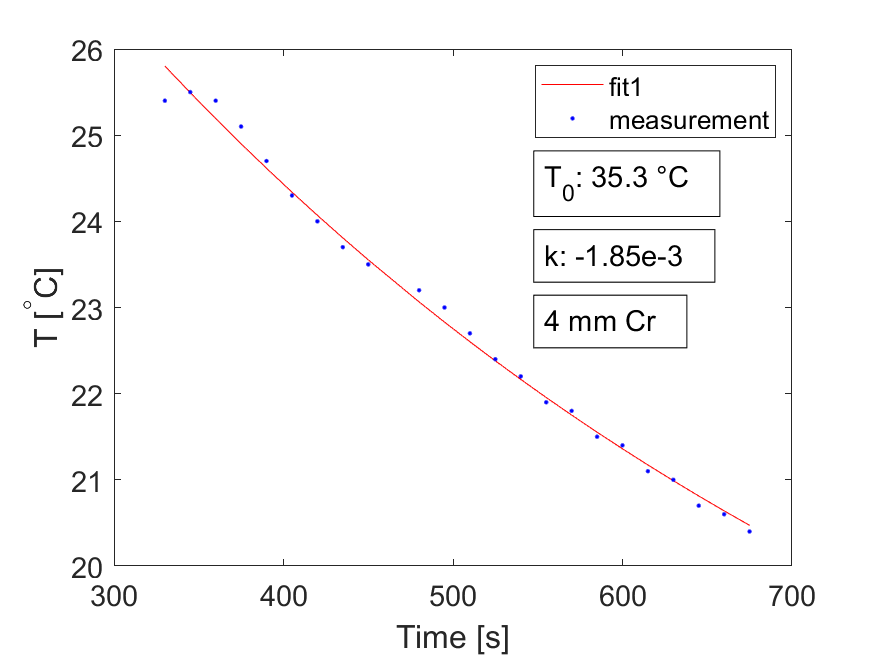 26
25
24
23
22
21
20
300
400
500
600
700
T [°C]
Time [s]
fit1
measurement
T₀: 35.3 °C
k: -1.85e-3
4 mm Cr